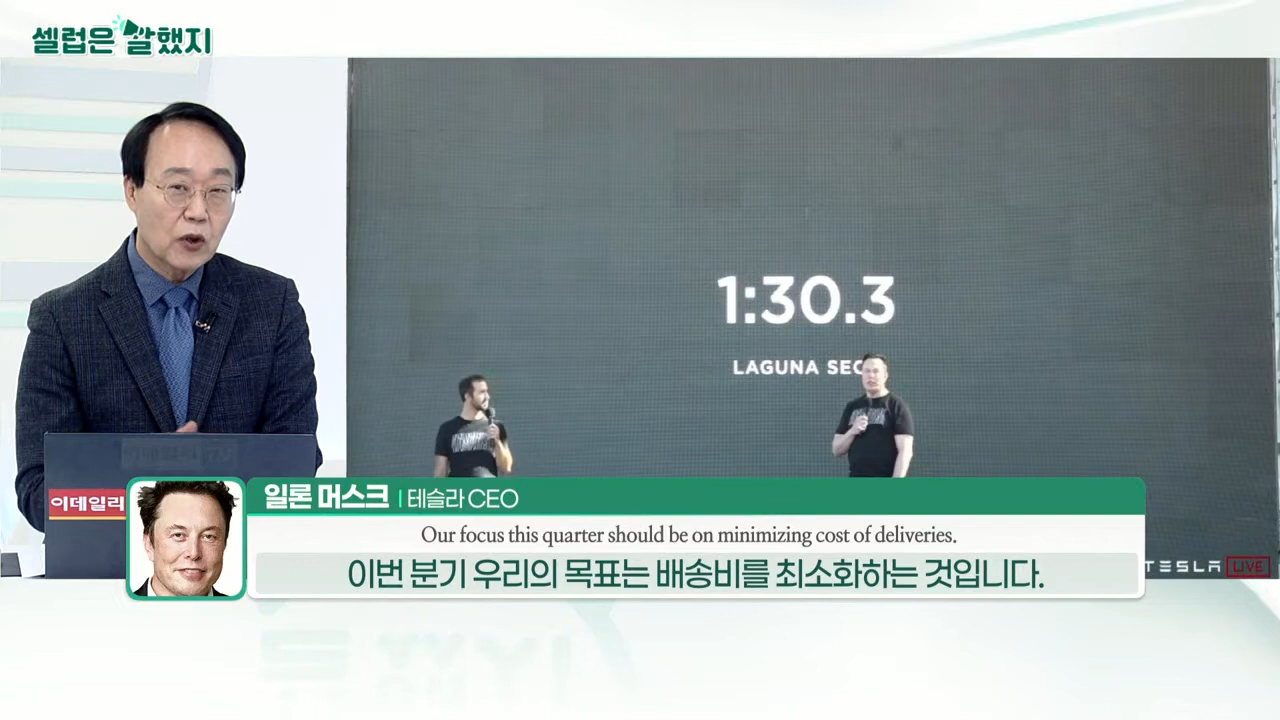 셀럽은 말했지
1:30.3
LAGUNA SEC
이데일리
일론 머스크 | 테슬라 CEO
Our focus this quarter should be on minimizing cost of deliveries.
이번 분기 우리의 목표는 배송비를 최소화하는 것입니다.
TESLA LIVE